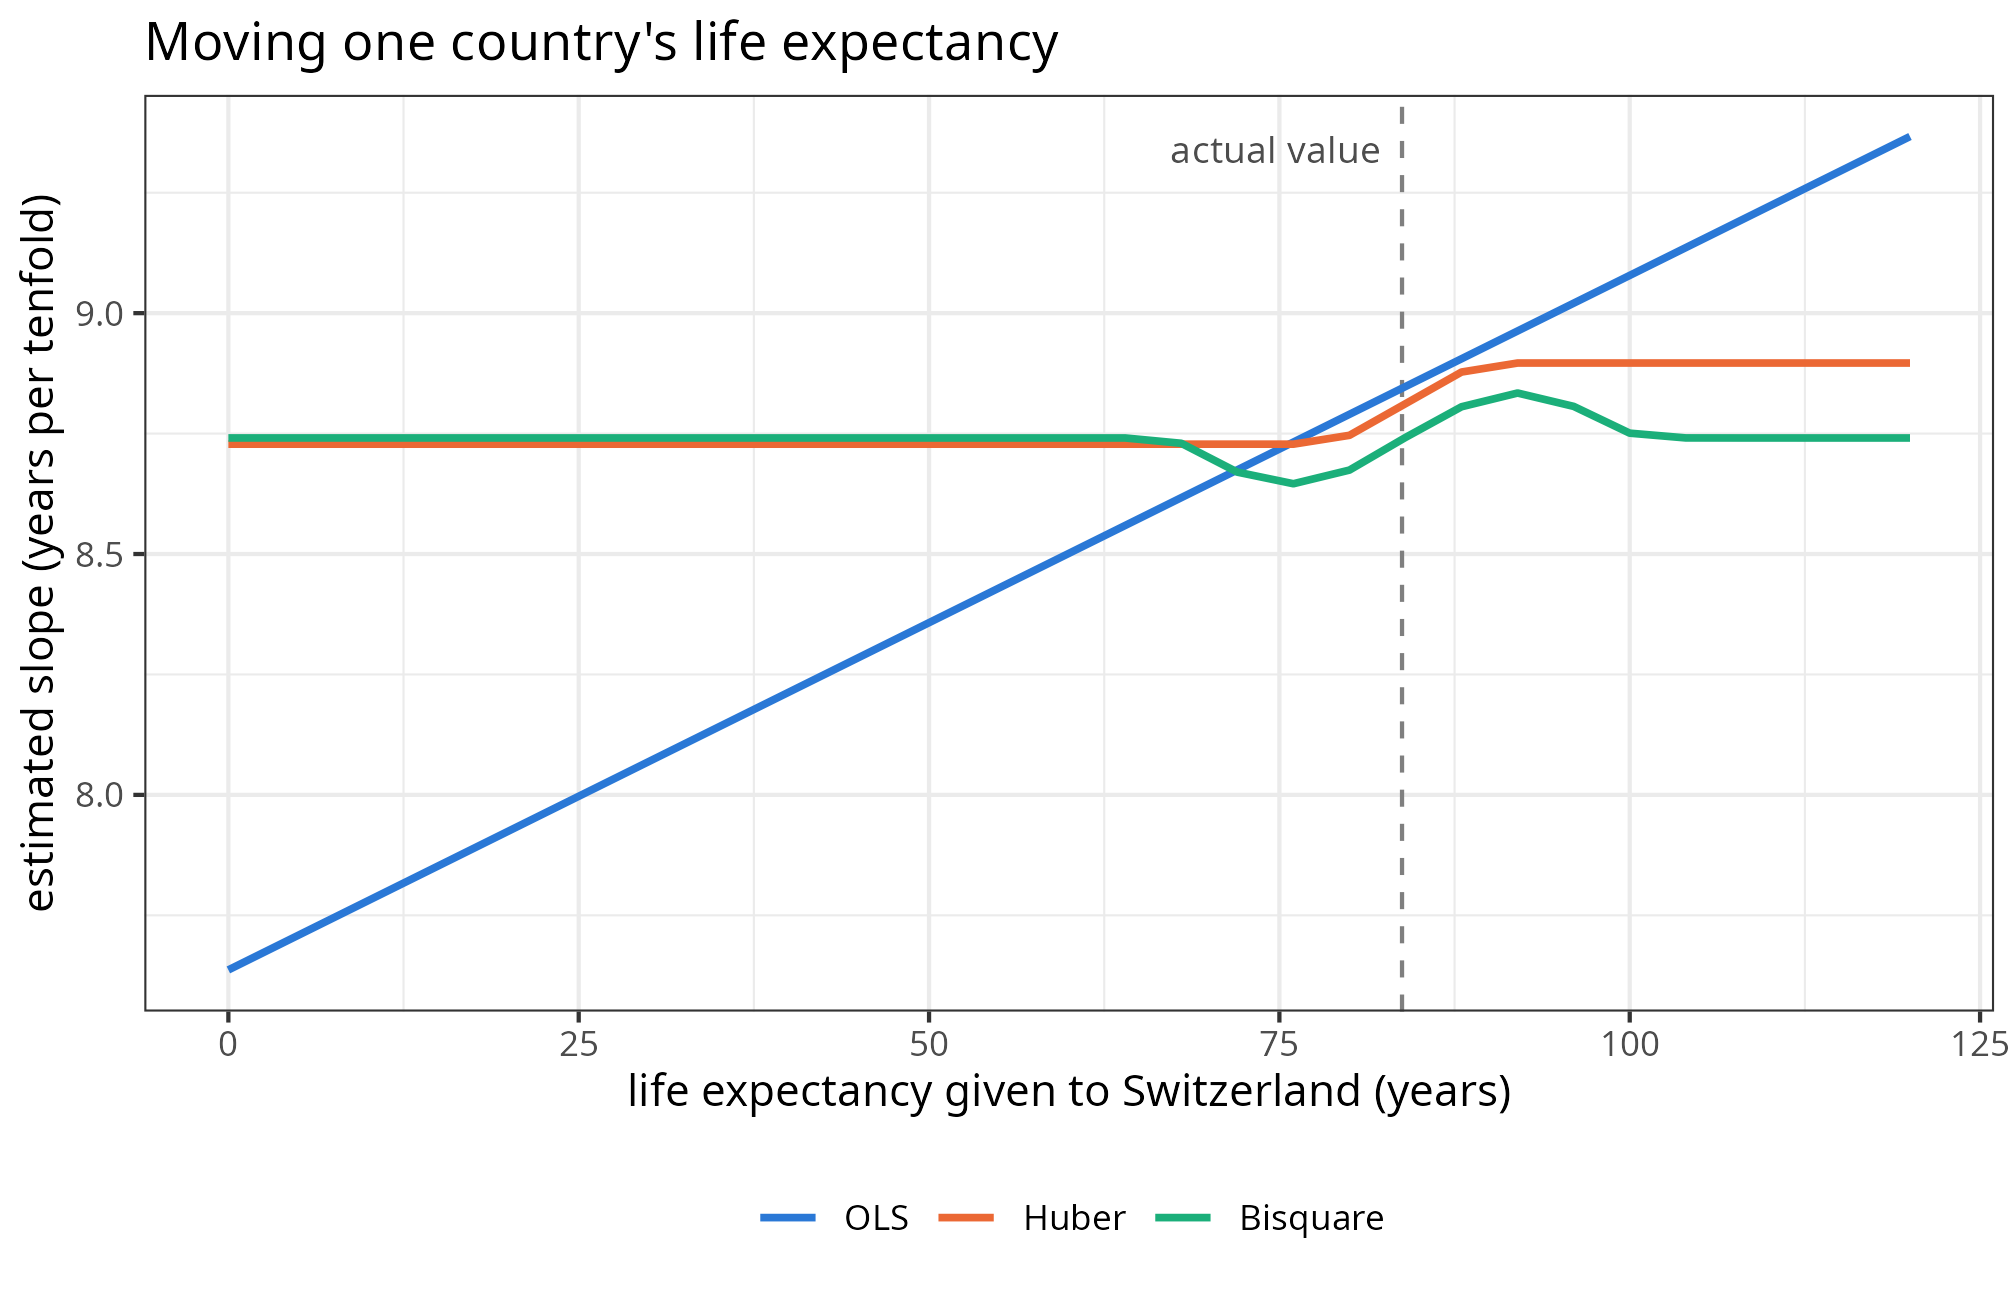 Moving one country's life expectancy
actual value
estimated slope (years per tenfold)
9.0
8.5
8.0
0 25 50 75 100 125
life expectancy given to Switzerland (years)
OLS Huber Bisquare